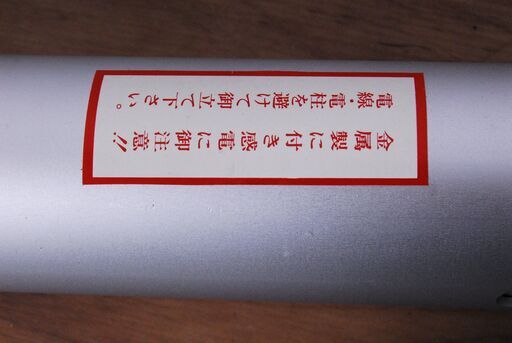 金属製に付き感電に御注意!!
電線・電柱を避けて御立て下さい。